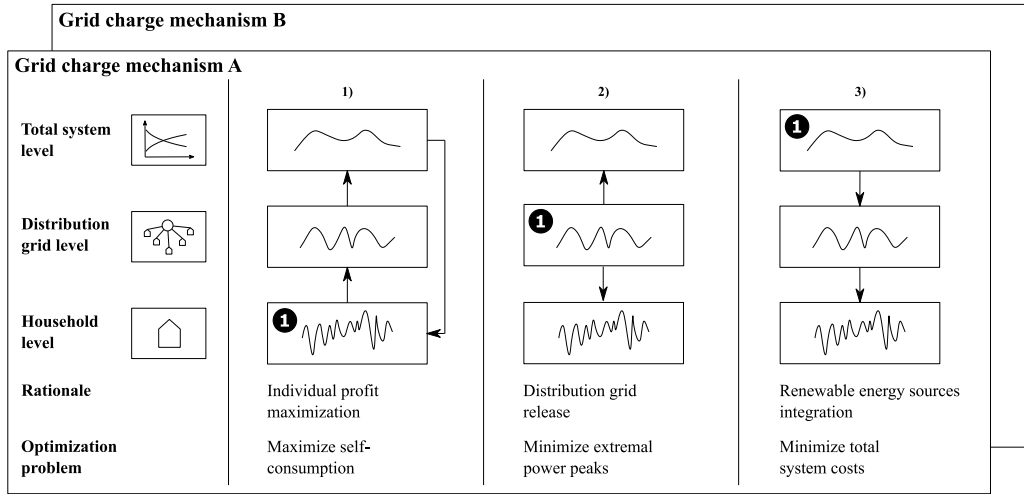 Grid charge mechanism B
Grid charge mechanism A
1)
2)
3)
Total system
level
1
Distribution
grid level
1
Household
level
1
Rationale
Individual profit
maximization
Distribution grid
release
Renewable energy sources
integration
Optimization
problem
Maximize self-
consumption
Minimize extremal
power peaks
Minimize total
system costs